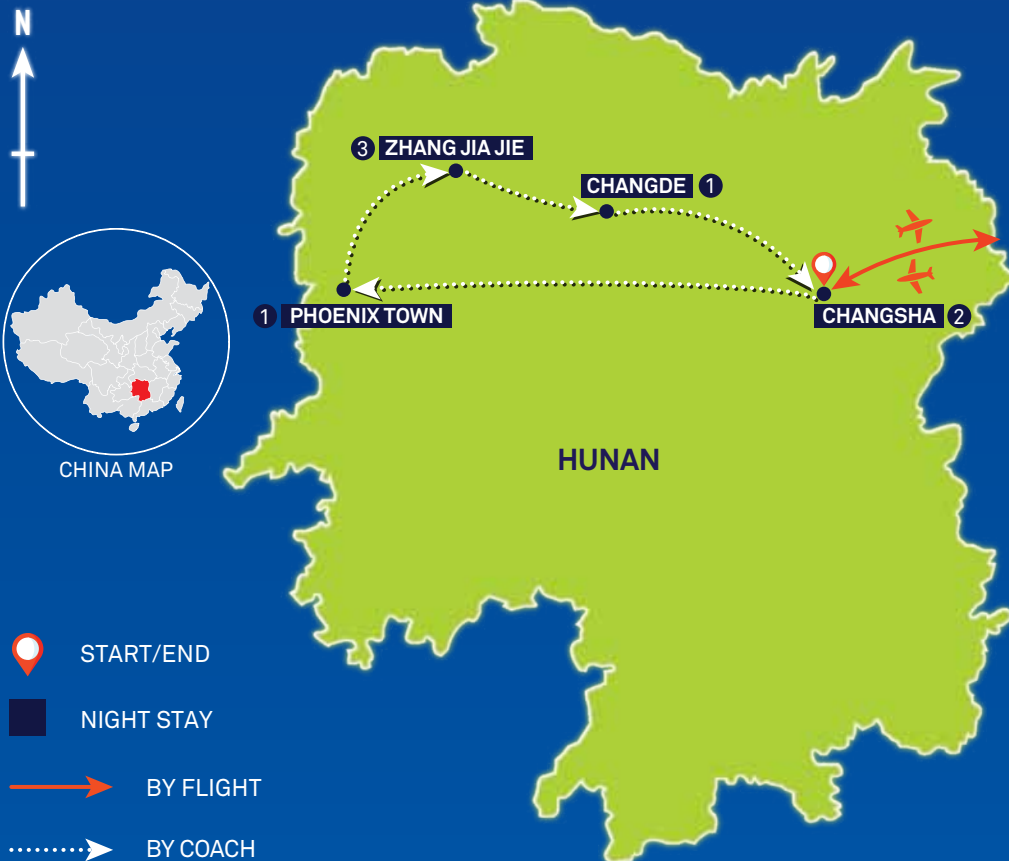 N
3 ZHANG JIA JIE
CHANGDE 1
1 PHOENIX TOWN
CHANGSHA 2
CHINA MAP
HUNAN
START/END
NIGHT STAY
BY FLIGHT
BY COACH